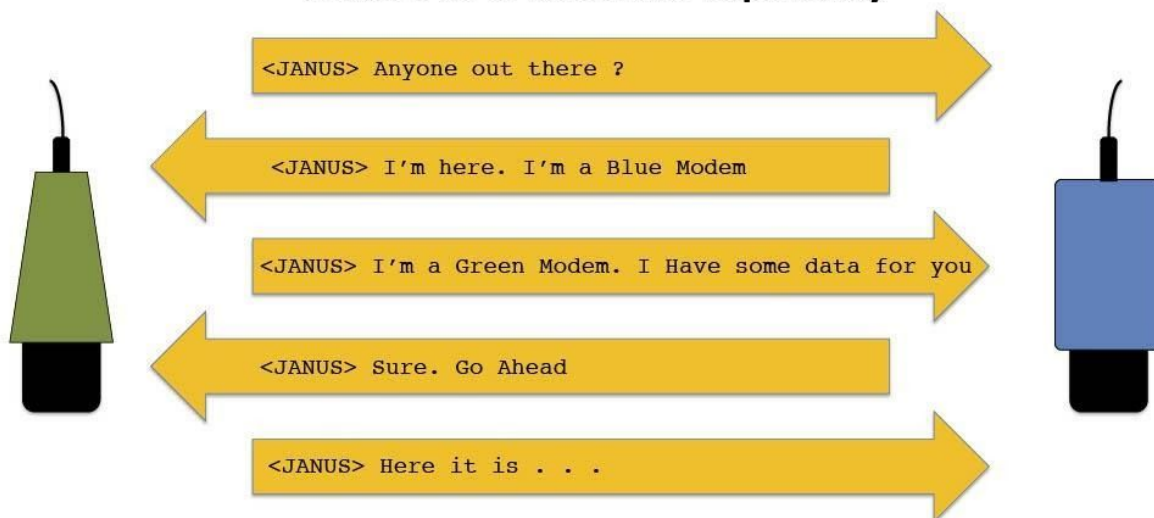 <JANUS> Anyone out there ?
<JANUS> I’m here. I’m a Blue Modem
<JANUS> I’m a Green Modem. I Have some data for you
<JANUS> Sure. Go Ahead
<JANUS> Here it is . . .